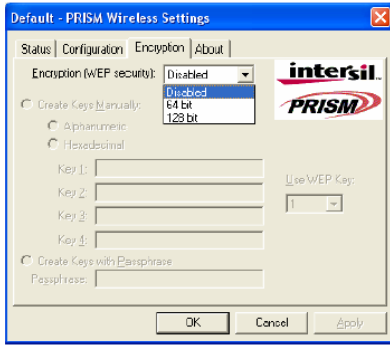 Default - PRISM Wireless Settings
Status Configuration Encryption About
Encryption (WEP security): Disabled
intersil
PRISM
Disabled
64 bit
128 bit
Create Keys Manually:
Alphanumeric
Hexadecimal
Key 1:
Key 2:
Key 3:
Key 4:
Use WEP Key:
1
Create Keys with Passphrase
Passphrase:
OK Cancel Apply